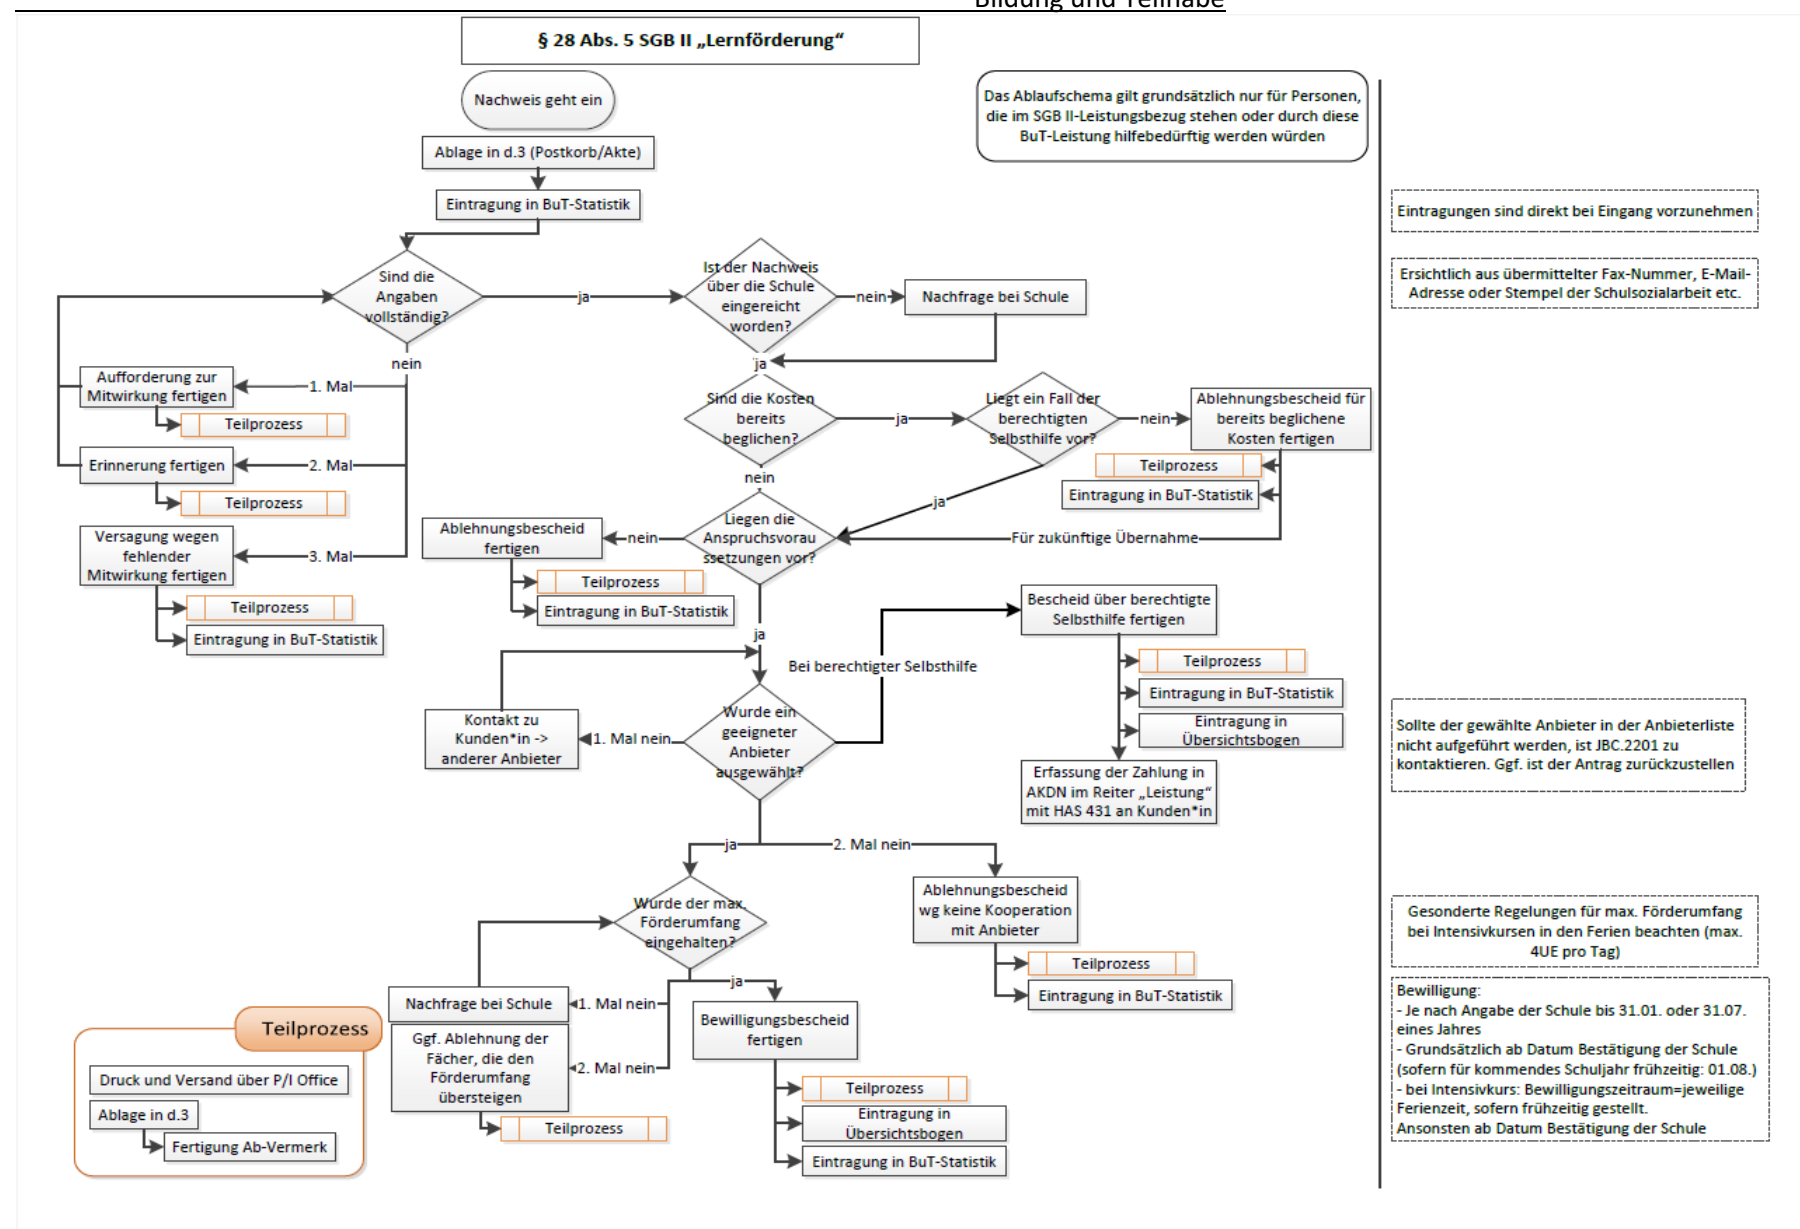 Bildung und Teilhabe
§ 28 Abs. 5 SGB II „Lernförderung“
Nachweis geht ein
Das Ablaufschema gilt grundsätzlich nur für Personen,
die im SGB II-Leistungsbezug stehen oder durch diese
BuT-Leistung hilfebedürftig werden würden
Ablage in d.3 (Postkorb/Akte)
Eintragung in BuT-Statistik
Eintragungen sind direkt bei Eingang vorzunehmen
Sind die
Angaben
vollständig?
ja
Ist der Nachweis
über die Schule
eingereicht
worden?
nein
Nachfrage bei Schule
Ersichtlich aus übermittelter Fax-Nummer, E-Mail-
Adresse oder Stempel der Schulsozialarbeit etc.
nein
ja
Aufforderung zur
Mitwirkung fertigen
1. Mal
Teilprozess
Erinnerung fertigen
2. Mal
Teilprozess
Versagung wegen
fehlender
Mitwirkung fertigen
3. Mal
Teilprozess
Eintragung in BuT-Statistik
Sind die Kosten
bereits
beglichen?
ja
Liegt ein Fall der
berechtigten
Selbsthilfe vor?
nein
Ablehnungsbescheid für
bereits beglichene
Kosten fertigen
Teilprozess
Eintragung in BuT-Statistik
nein
ja
Für zukünftige Übernahme
Liegen die
Anspruchsvorau
ssetzungen vor?
nein
Ablehnungsbescheid
fertigen
Teilprozess
Eintragung in BuT-Statistik
ja
Bei berechtigter Selbsthilfe
Bescheid über berechtigte
Selbsthilfe fertigen
Teilprozess
Eintragung in BuT-Statistik
Eintragung in
Übersichtsbogen
Erfassung der Zahlung in
AKDN im Reiter „Leistung“
mit HAS 431 an Kunden*in
Wurde ein
geeigneter
Anbieter
ausgewählt?
1. Mal nein
Kontakt zu
Kunden*in ->
anderer Anbieter
Sollte der gewählte Anbieter in der Anbieterliste
nicht aufgeführt werden, ist JBC.2201 zu
kontaktieren. Ggf. ist der Antrag zurückzustellen
ja
2. Mal nein
Ablehnungsbescheid
wg keine Kooperation
mit Anbieter
Teilprozess
Eintragung in BuT-Statistik
Wurde der max.
Förderumfang
eingehalten?
Gesonderte Regelungen für max. Förderumfang
bei Intensivkursen in den Ferien beachten (max.
4UE pro Tag)
ja
1. Mal nein
Nachfrage bei Schule
2. Mal nein
Ggf. Ablehnung der
Fächer, die den
Förderumfang
übersteigen
Teilprozess
Bewilligungsbescheid
fertigen
Teilprozess
Eintragung in
Übersichtsbogen
Eintragung in BuT-Statistik
Bewilligung:
- Je nach Angabe der Schule bis 31.01. oder 31.07.
eines Jahres
- Grundsätzlich ab Datum Bestätigung der Schule
(sofern für kommendes Schuljahr frühzeitig: 01.08.)
- bei Intensivkurs: Bewilligungszeitraum=jeweilige
Ferienzeit, sofern frühzeitig gestellt.
Ansonsten ab Datum Bestätigung der Schule
Teilprozess
Druck und Versand über P/I Office
Ablage in d.3
Fertigung Ab-Vermerk